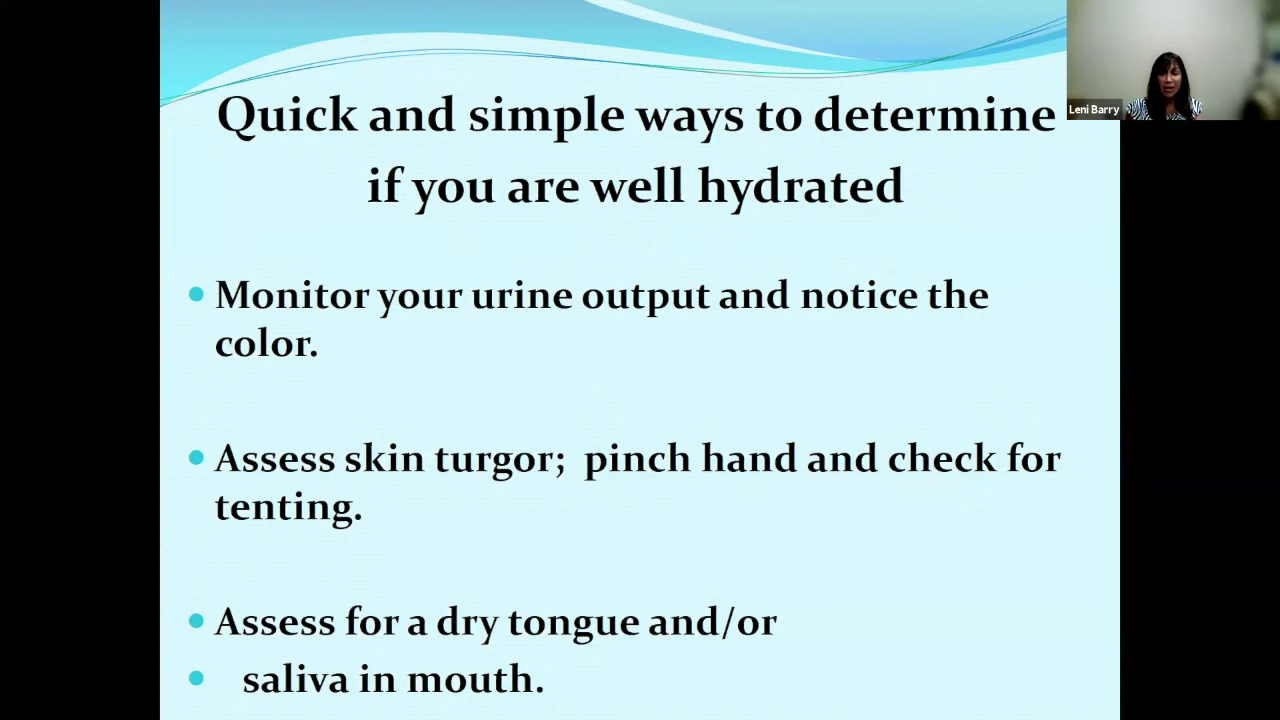 Quick and simple ways to determine
if you are well hydrated
Leni Barry
• Monitor your urine output and notice the
color.
• Assess skin turgor;  pinch hand and check for
tenting.
• Assess for a dry tongue and/or
• saliva in mouth.